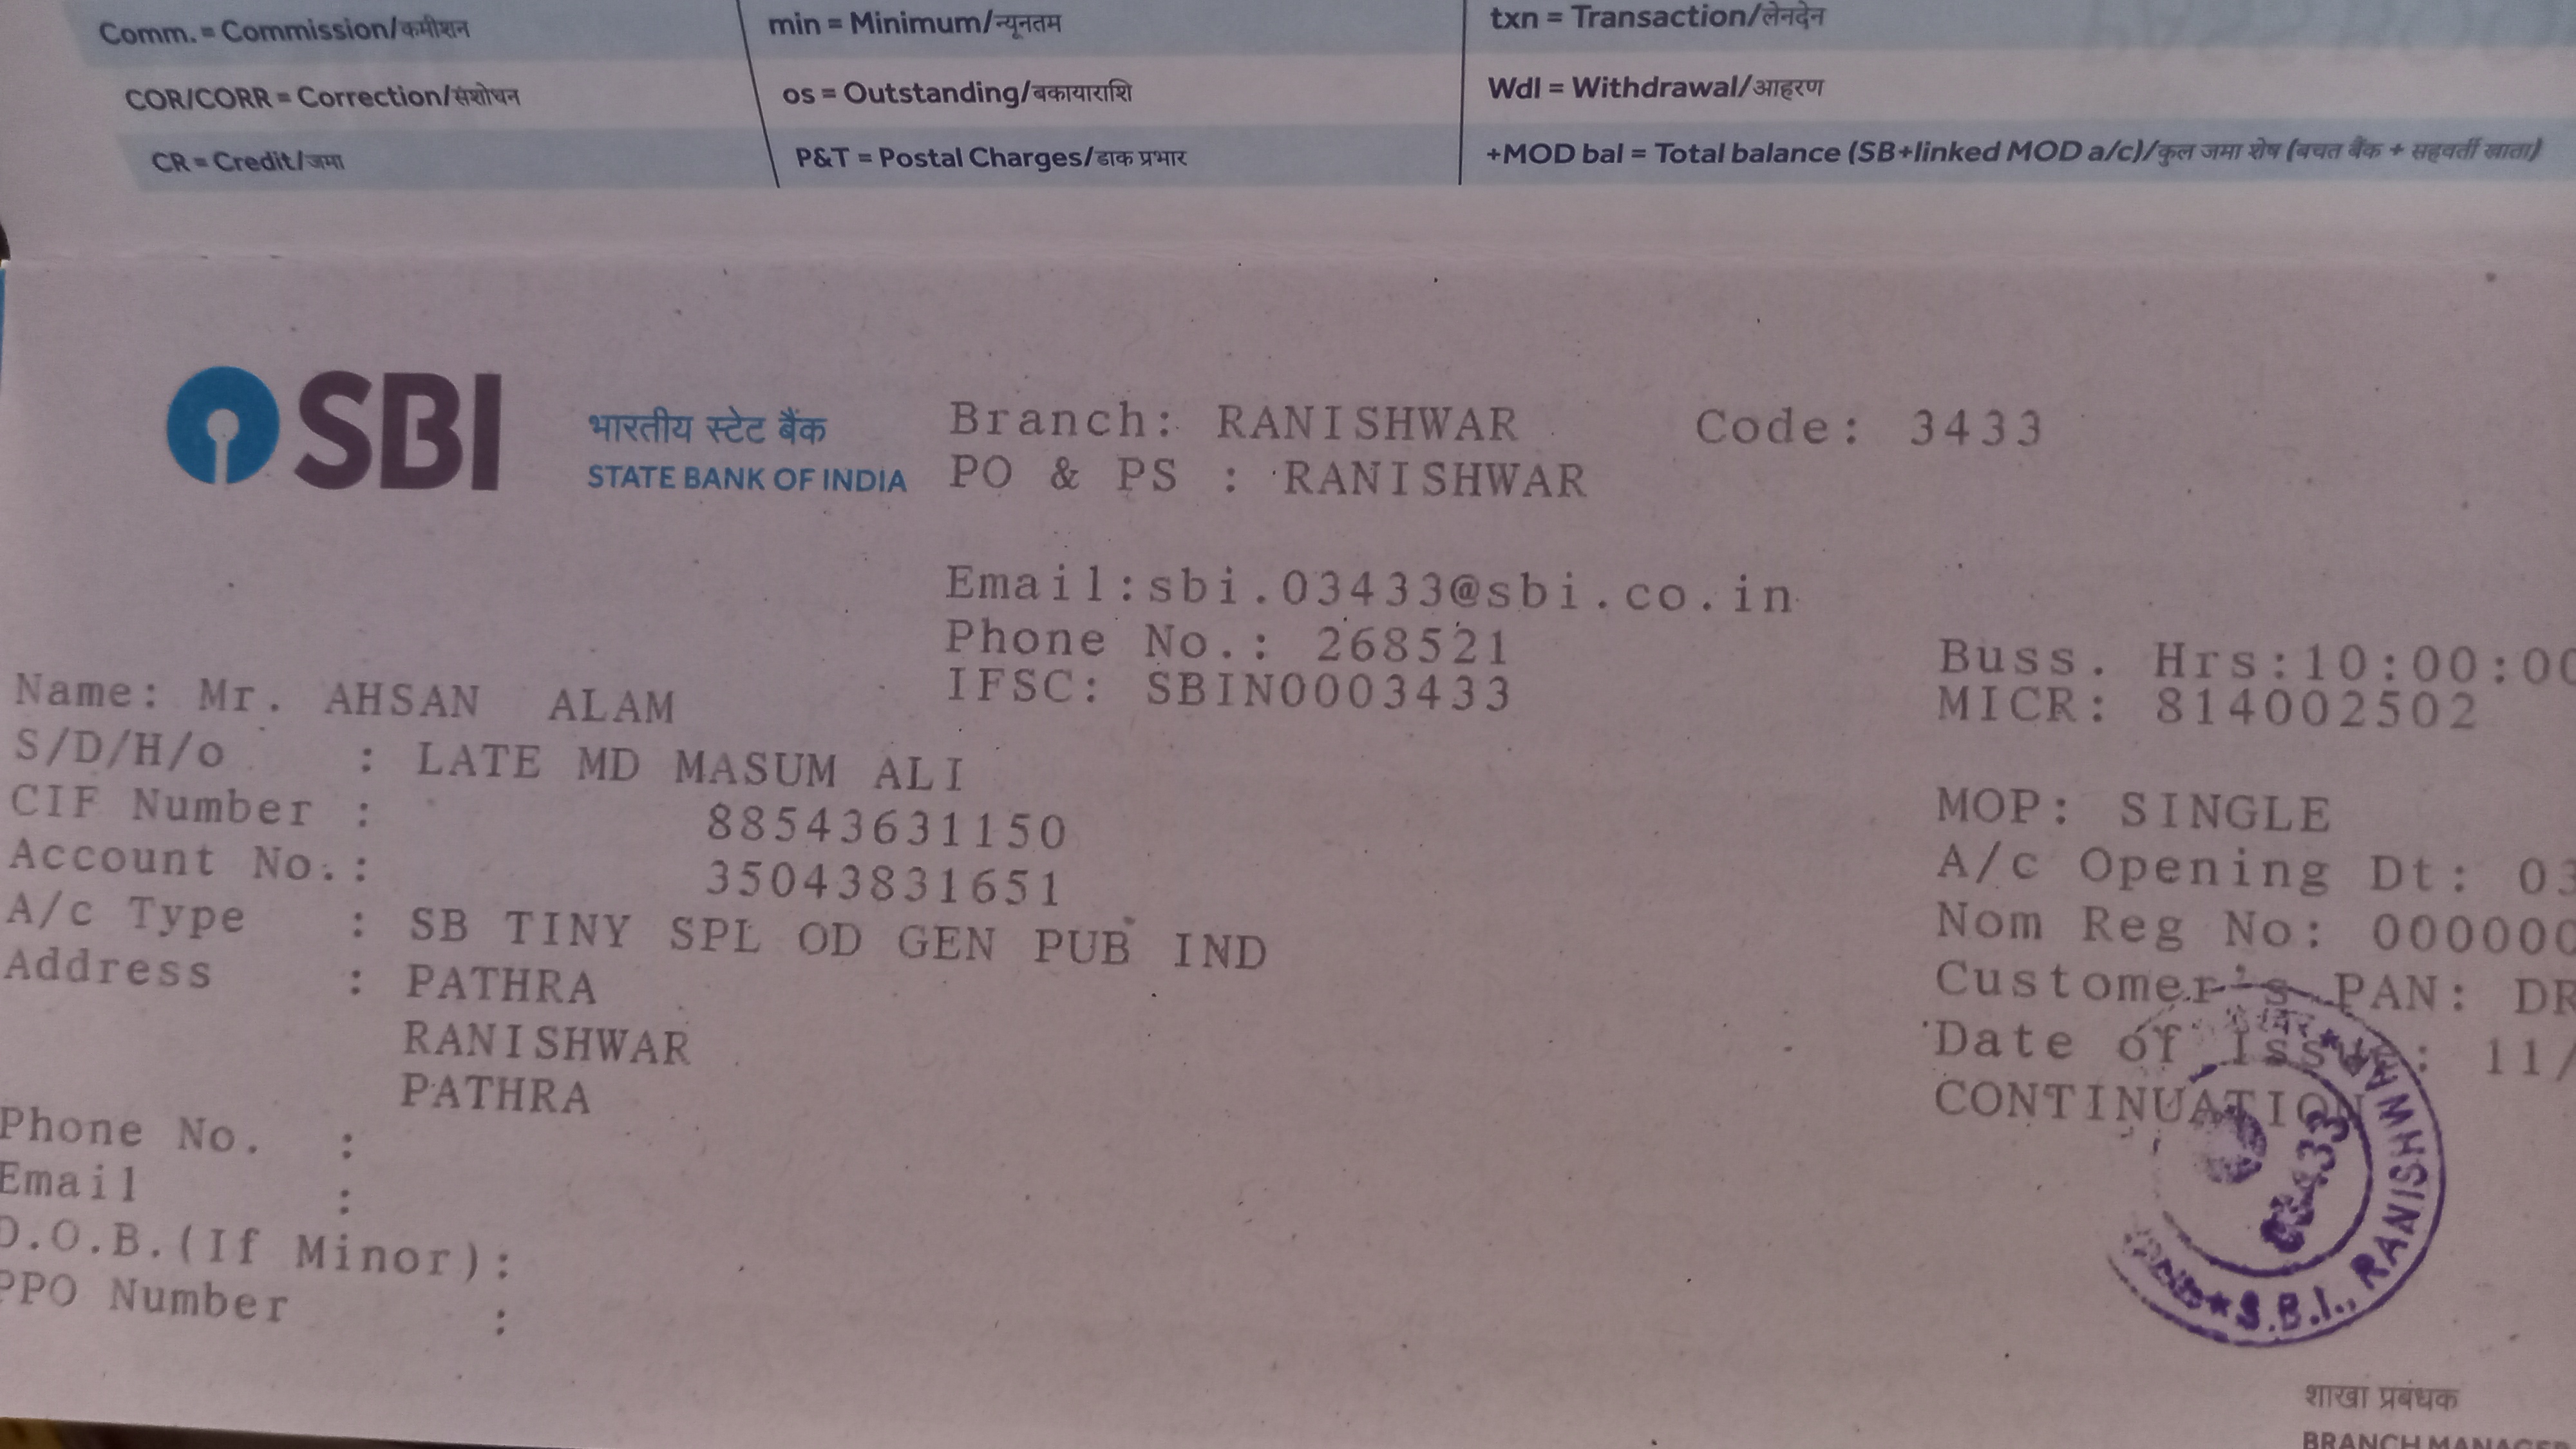 Comm. = Commission/कमीशन
min = Minimum/न्यूनतम
txn = Transaction/लेनदेन
COR/CORR = Correction/संशोधन
os = Outstanding/बकायाराशि
Wdl = Withdrawal/आहरण
CR = Credit/जमा
P&T = Postal Charges/डाक प्रभार
+MOD bal = Total balance (SB+linked MOD a/c)/कुल जमा शेष (बचत बैंक + सहवर्ती खाता)
SBI
भारतीय स्टेट बैंक
STATE BANK OF INDIA
Branch: RANISHWAR Code: 3433
PO & PS : RANISHWAR
Email:sbi.03433@sbi.co.in
Phone No.: 268521
IFSC: SBIN0003433
Buss. Hrs:10:00:00
MICR: 814002502
Name: Mr. AHSAN ALAM
S/D/H/o : LATE MD MASUM ALI
CIF Number : 88543631150
Account No.: 35043831651
A/c Type : SB TINY SPL OD GEN PUB IND
Address : PATHRA
RANISHWAR
PATHRA
Phone No. :
Email :
D.O.B.(If Minor):
PPO Number :
MOP: SINGLE
A/c Opening Dt: 03
Nom Reg No: 000000
Customer's PAN: DR
Date of Issue: 11/
CONTINUATION
03433
S.B.I., RANISHWAR
शाखा प्रबंधक
BRANCH MANAGER